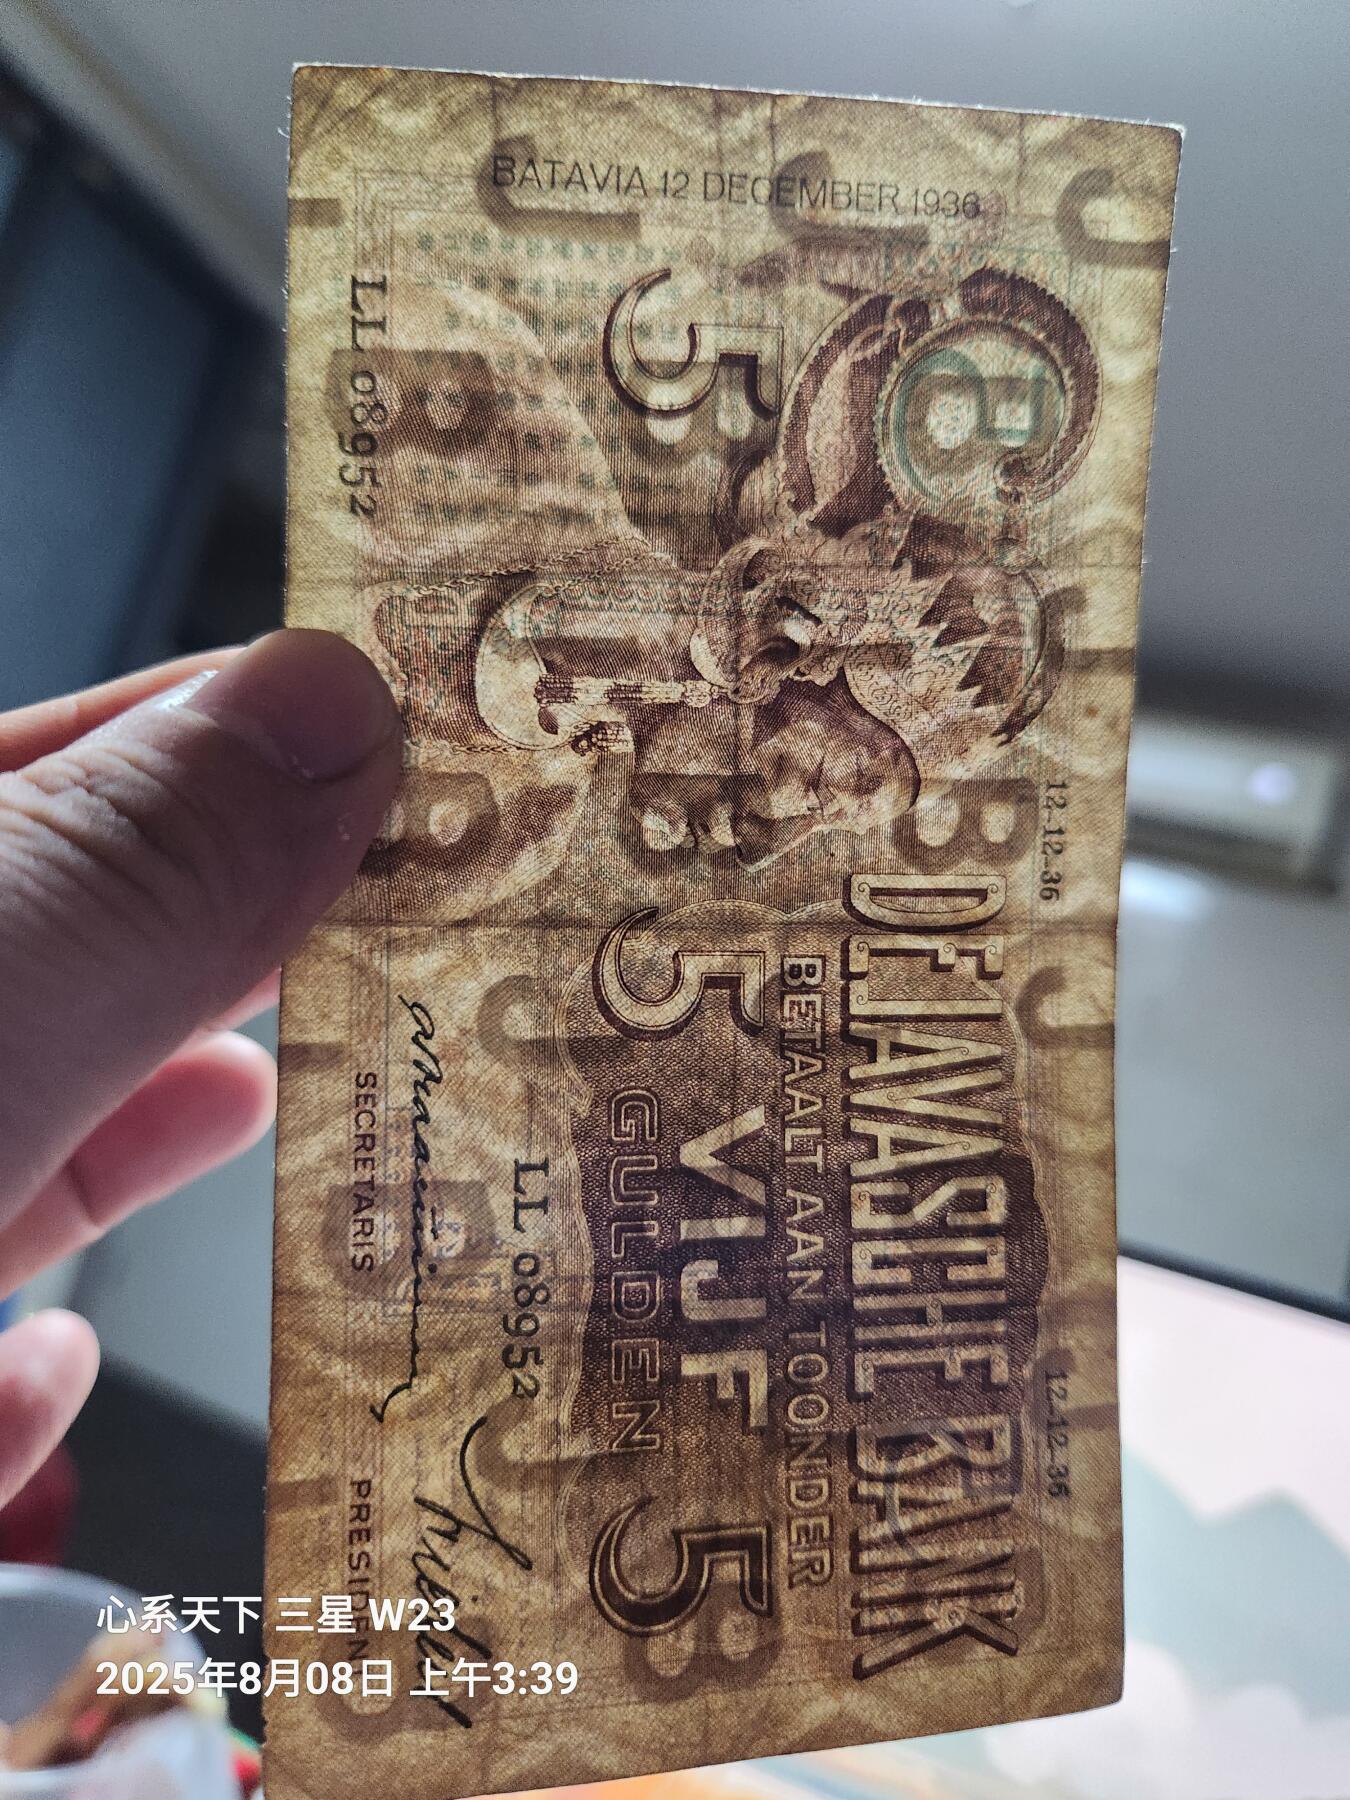 BATAVIA 12 DECEMBER 1936
12-12-36
12-12-36
DE JAVASCHE BANK
BETAALT AAN TOONDER
5
5 VIJF 5
GULDEN
LL 08952
LL 08952
SECRETARIS
PRESIDENT
心系天下 三星 W23
2025年8月08日 上午3:39